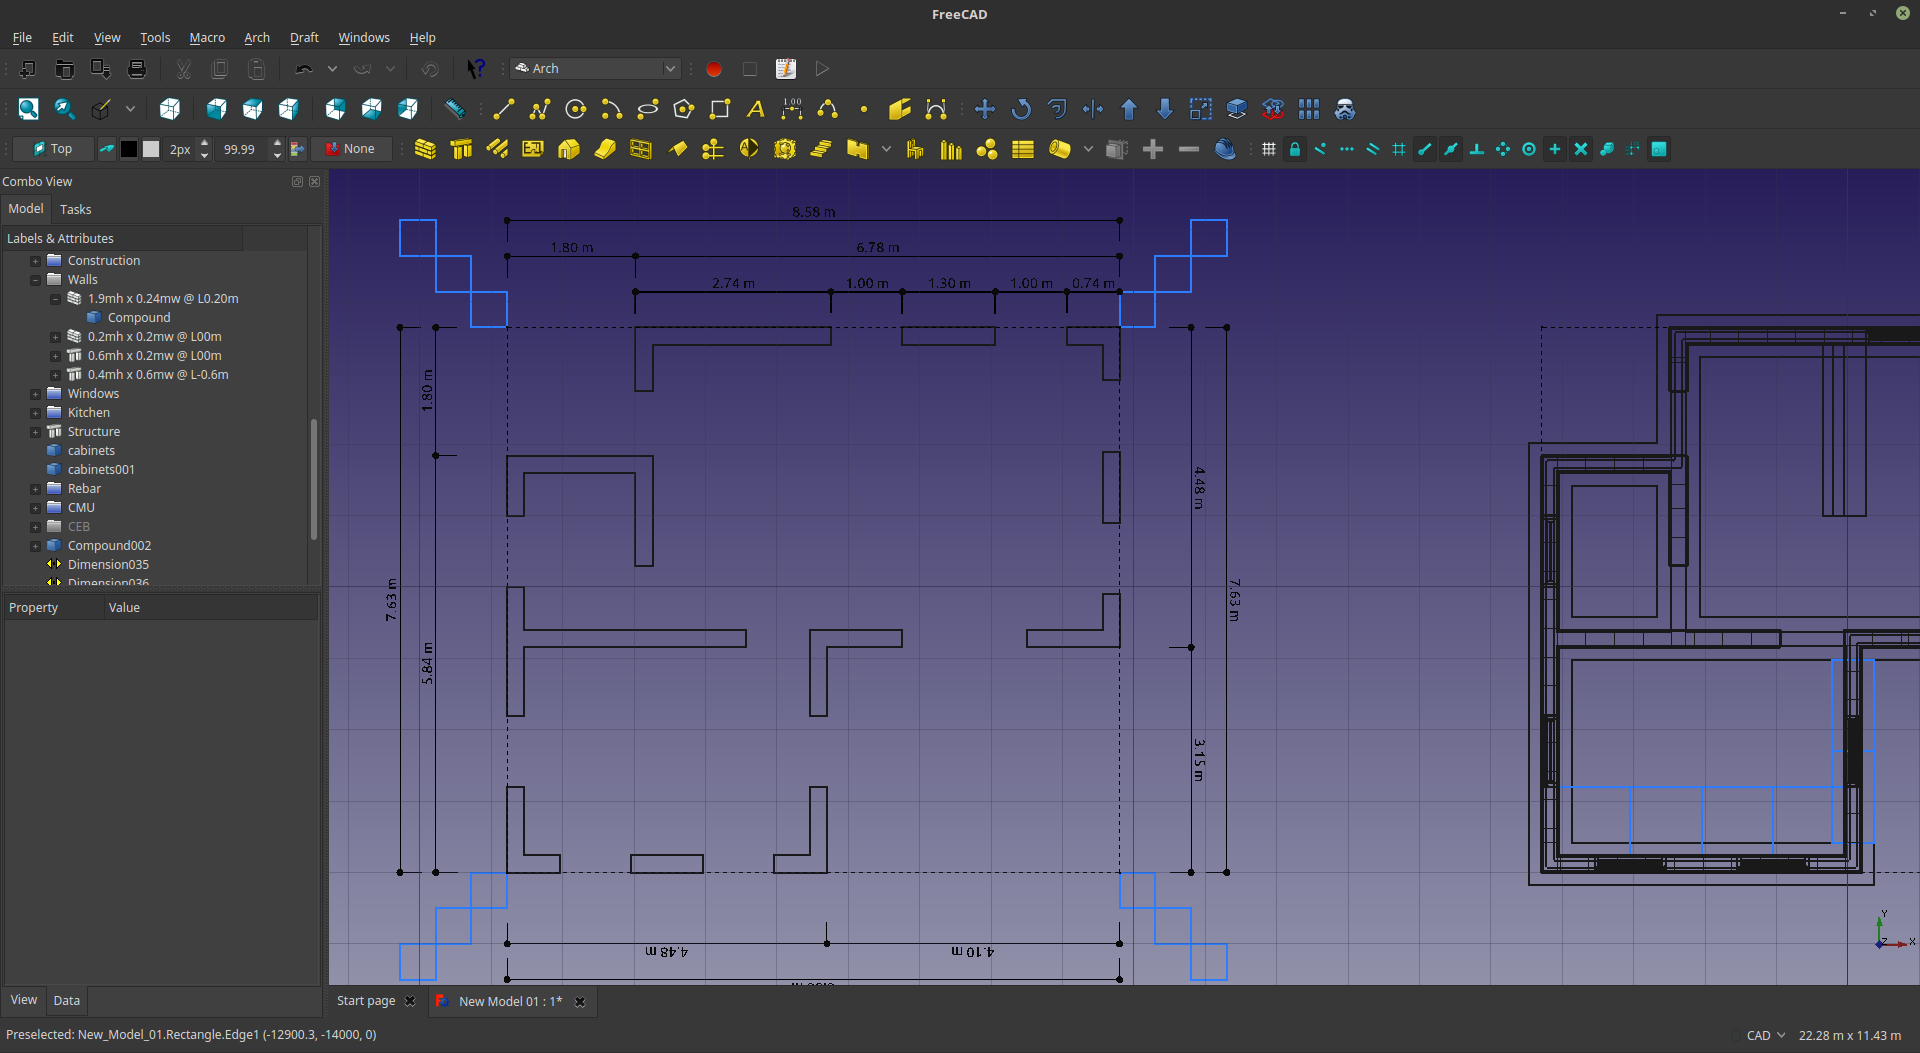 FreeCAD
File Edit View Tools Macro Arch Draft Windows Help
Arch
1.00
Top 2px 99.99 None
Combo View
Model Tasks
Labels & Attributes
Construction
Walls
1.9mh x 0.24mw @ L0.20m
Compound
0.2mh x 0.2mw @ L00m
0.6mh x 0.2mw @ L00m
0.4mh x 0.6mw @ L-0.6m
Windows
Kitchen
Structure
cabinets
cabinets001
Rebar
CMU
CEB
Compound002
Dimension035
Dimension036
Property Value
View Data
8.58 m
1.80 m 6.78 m
2.74 m 1.00 m 1.30 m 1.00 m 0.74 m
1.80 m
4.48 m
7.63 m
7.63 m
5.84 m
3.15 m
4.48 m 4.10 m
Y
Z X
Start page New Model 01 : 1*
Preselected: New_Model_01.Rectangle.Edge1 (-12900.3, -14000, 0)
CAD 22.28 m x 11.43 m